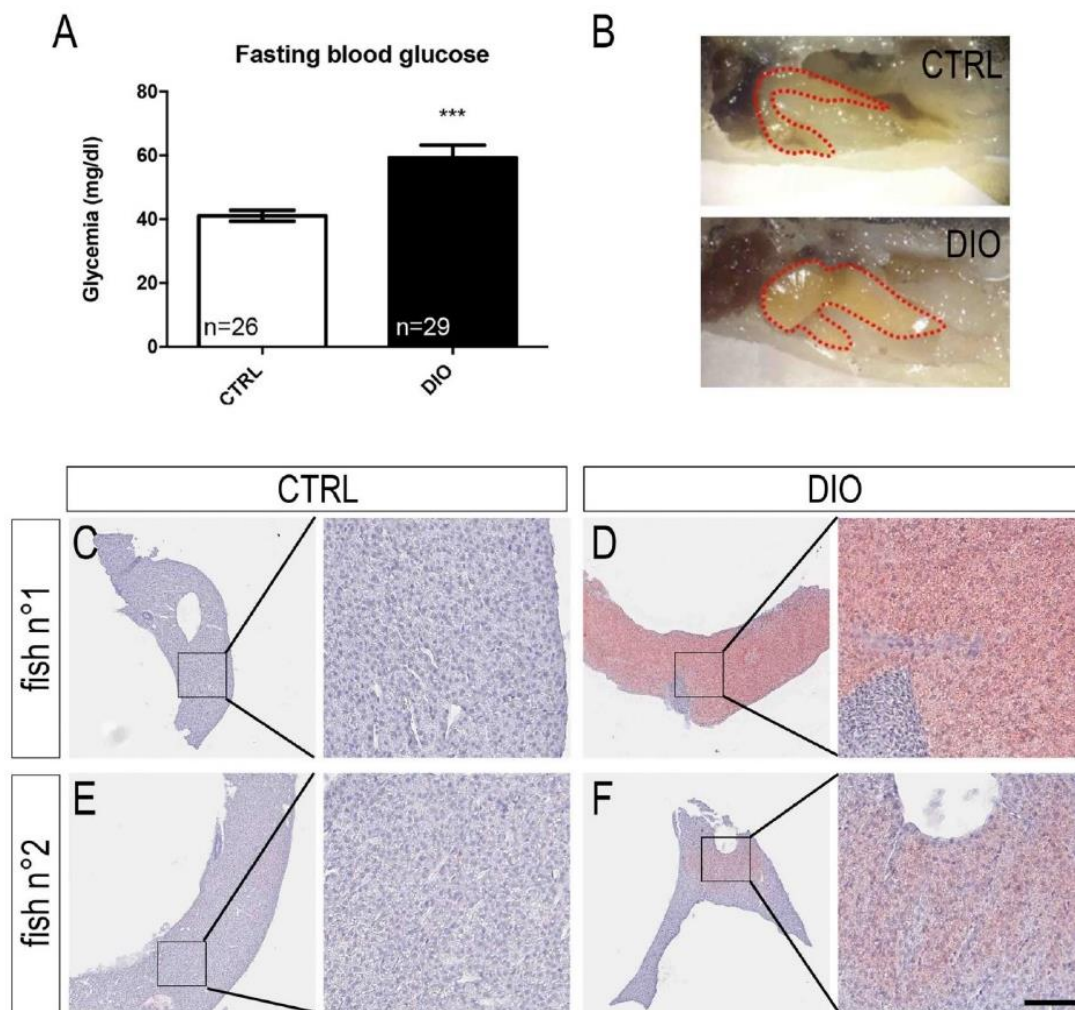 A
Fasting blood glucose
80
60
40
20
0
Glycemia (mg/dl)
***
n=26
n=29
CTRL
DIO
B
CTRL
DIO
CTRL
DIO
fish n°1
C
D
fish n°2
E
F